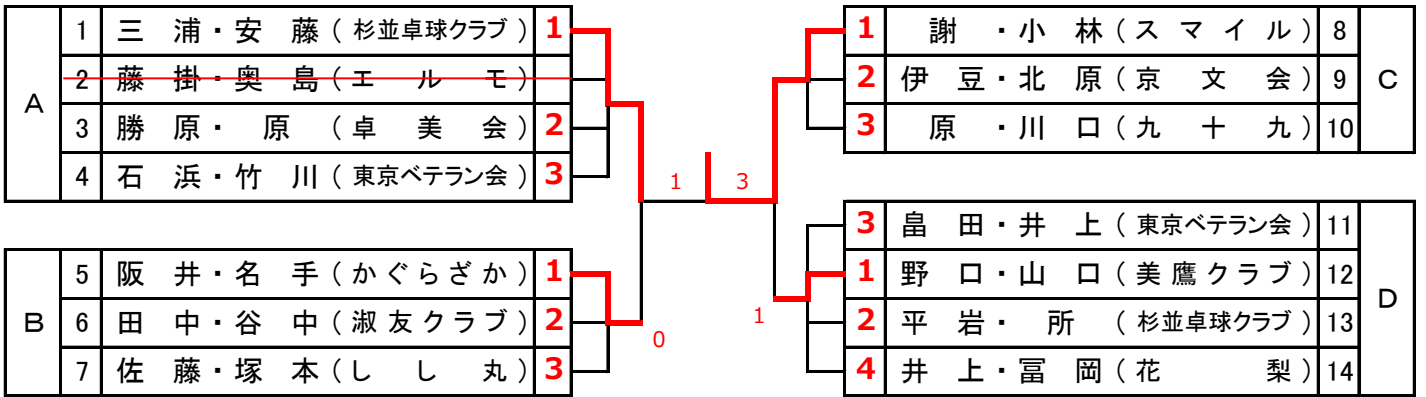 A
1 三 浦・安 藤（杉並卓球クラブ） 1
2 藤 掛・奥 島（エ ル モ）
3 勝 原・ 原 （卓 美 会） 2
4 石 浜・竹 川（東京ベテラン会） 3
B
5 阪 井・名 手（かぐらざか） 1
6 田 中・谷 中（淑友クラブ） 2
7 佐 藤・塚 本（し し 丸） 3
1 3
0
1
1 謝 ・小 林（ス マ イ ル） 8
2 伊 豆・北 原（京 文 会） 9
3 原 ・川 口（九 十 九） 10
C
3 畠 田・井 上（東京ベテラン会） 11
1 野 口・山 口（美鷹クラブ） 12
2 平 岩・ 所 （杉並卓球クラブ） 13
4 井 上・冨 岡（花 梨） 14
D